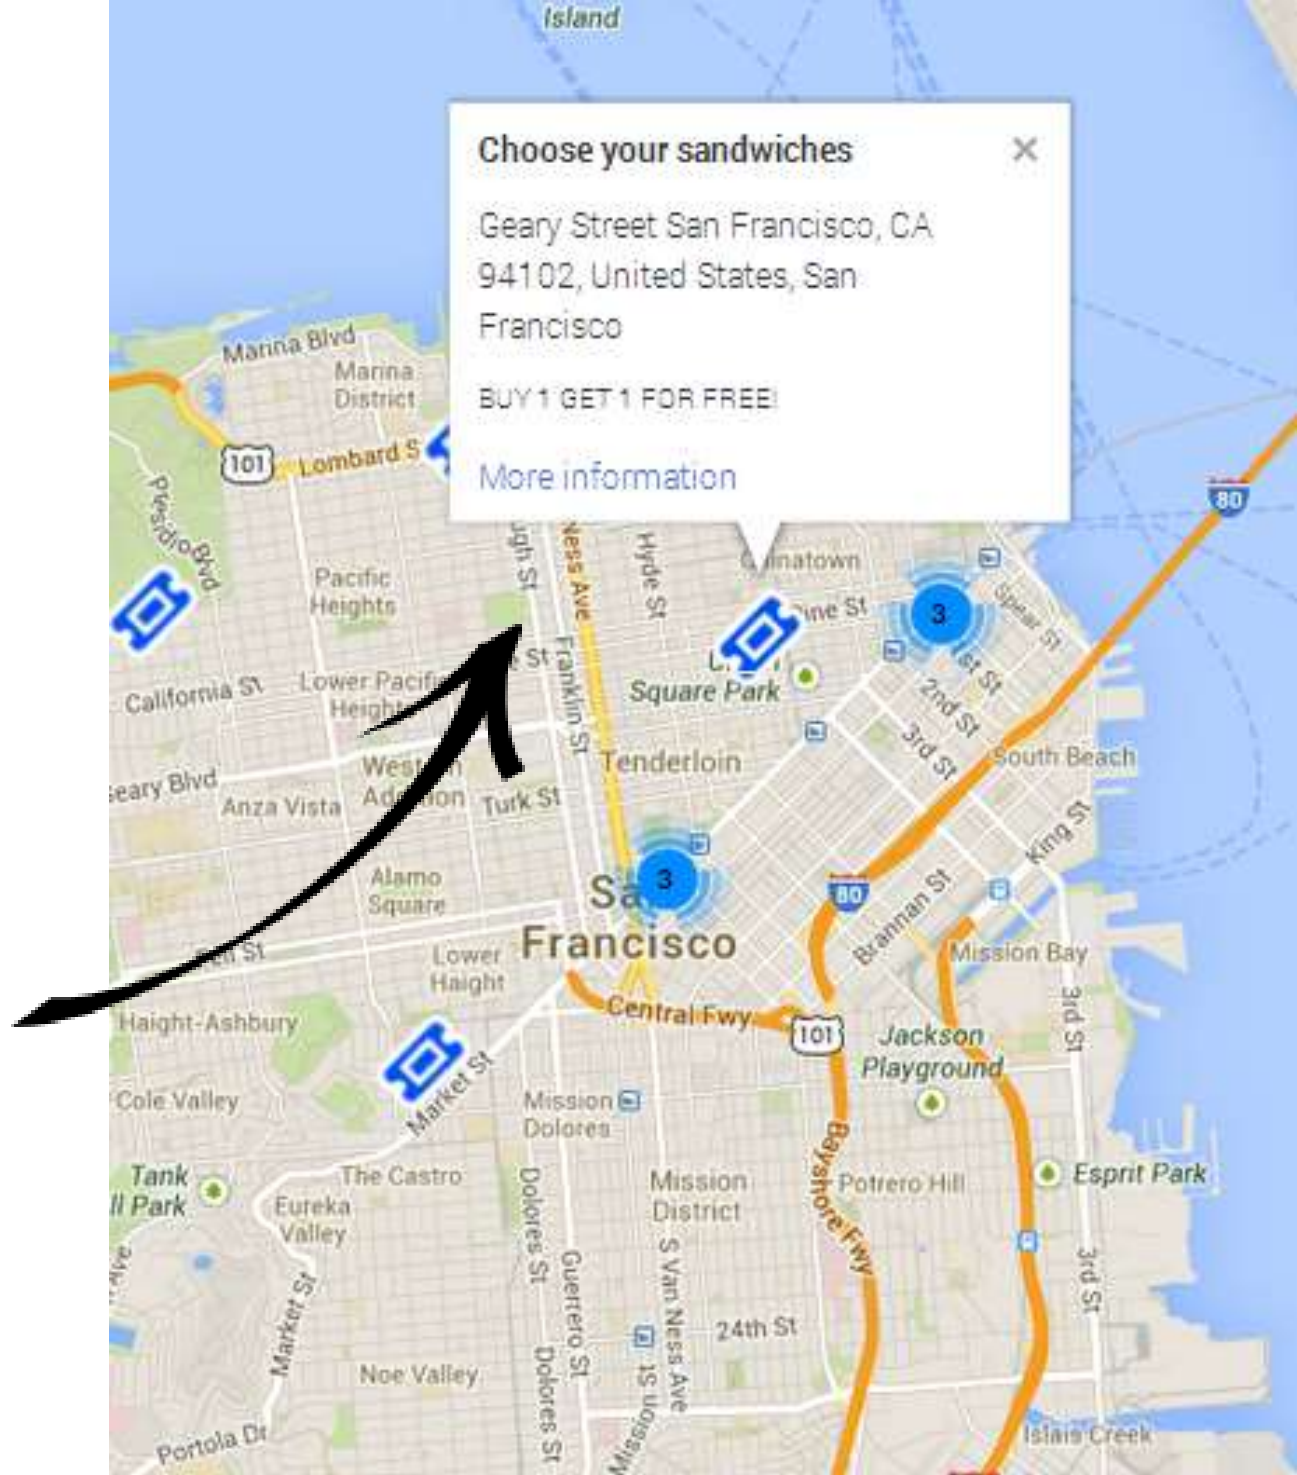 Island
Choose your sandwiches
Geary Street San Francisco, CA
94102, United States, San
Francisco
BUY 1 GET 1 FOR FREE!
More information
Marina Blvd
Marina
District
101
Lombard S
80
Presidio Blvd
Ness Ave
Hyde St
Pacific
Heights
3
Spear St
St
Franklin St
Square Park
California St
Lower Pacific
2nd St
3rd St
South Beach
Tenderloin
Geary Blvd
Anza Vista
Turk St
King St
Alamo
Square
3
80
Brannan St
San
Francisco
Lower
Haight
Mission Bay
3rd St
Central Fwy
101
Haight-Ashbury
Jackson
Playground
Market St
Cole Valley
Mission
Dolores
Bayshore Fwy
Tank
ll Park
The Castro
Eureka
Valley
Dolores St
Mission
District
Potrero Hill
Esprit Park
Guerrero St
S Van Ness Ave
3rd St
Market St
24th St
Noe Valley
Dolores St
Mission St
Portola Dr
Islais Creek